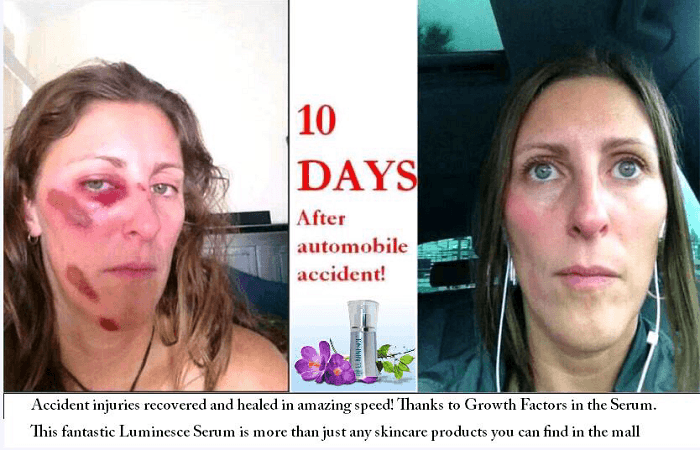 10
DAYS
After
automobile
accident!
LUMINESCE
Accident injuries recovered and healed in amazing speed! Thanks to Growth Factors in the Serum.
This fantastic Luminesce Serum is more than just any skincare products you can find in the mall